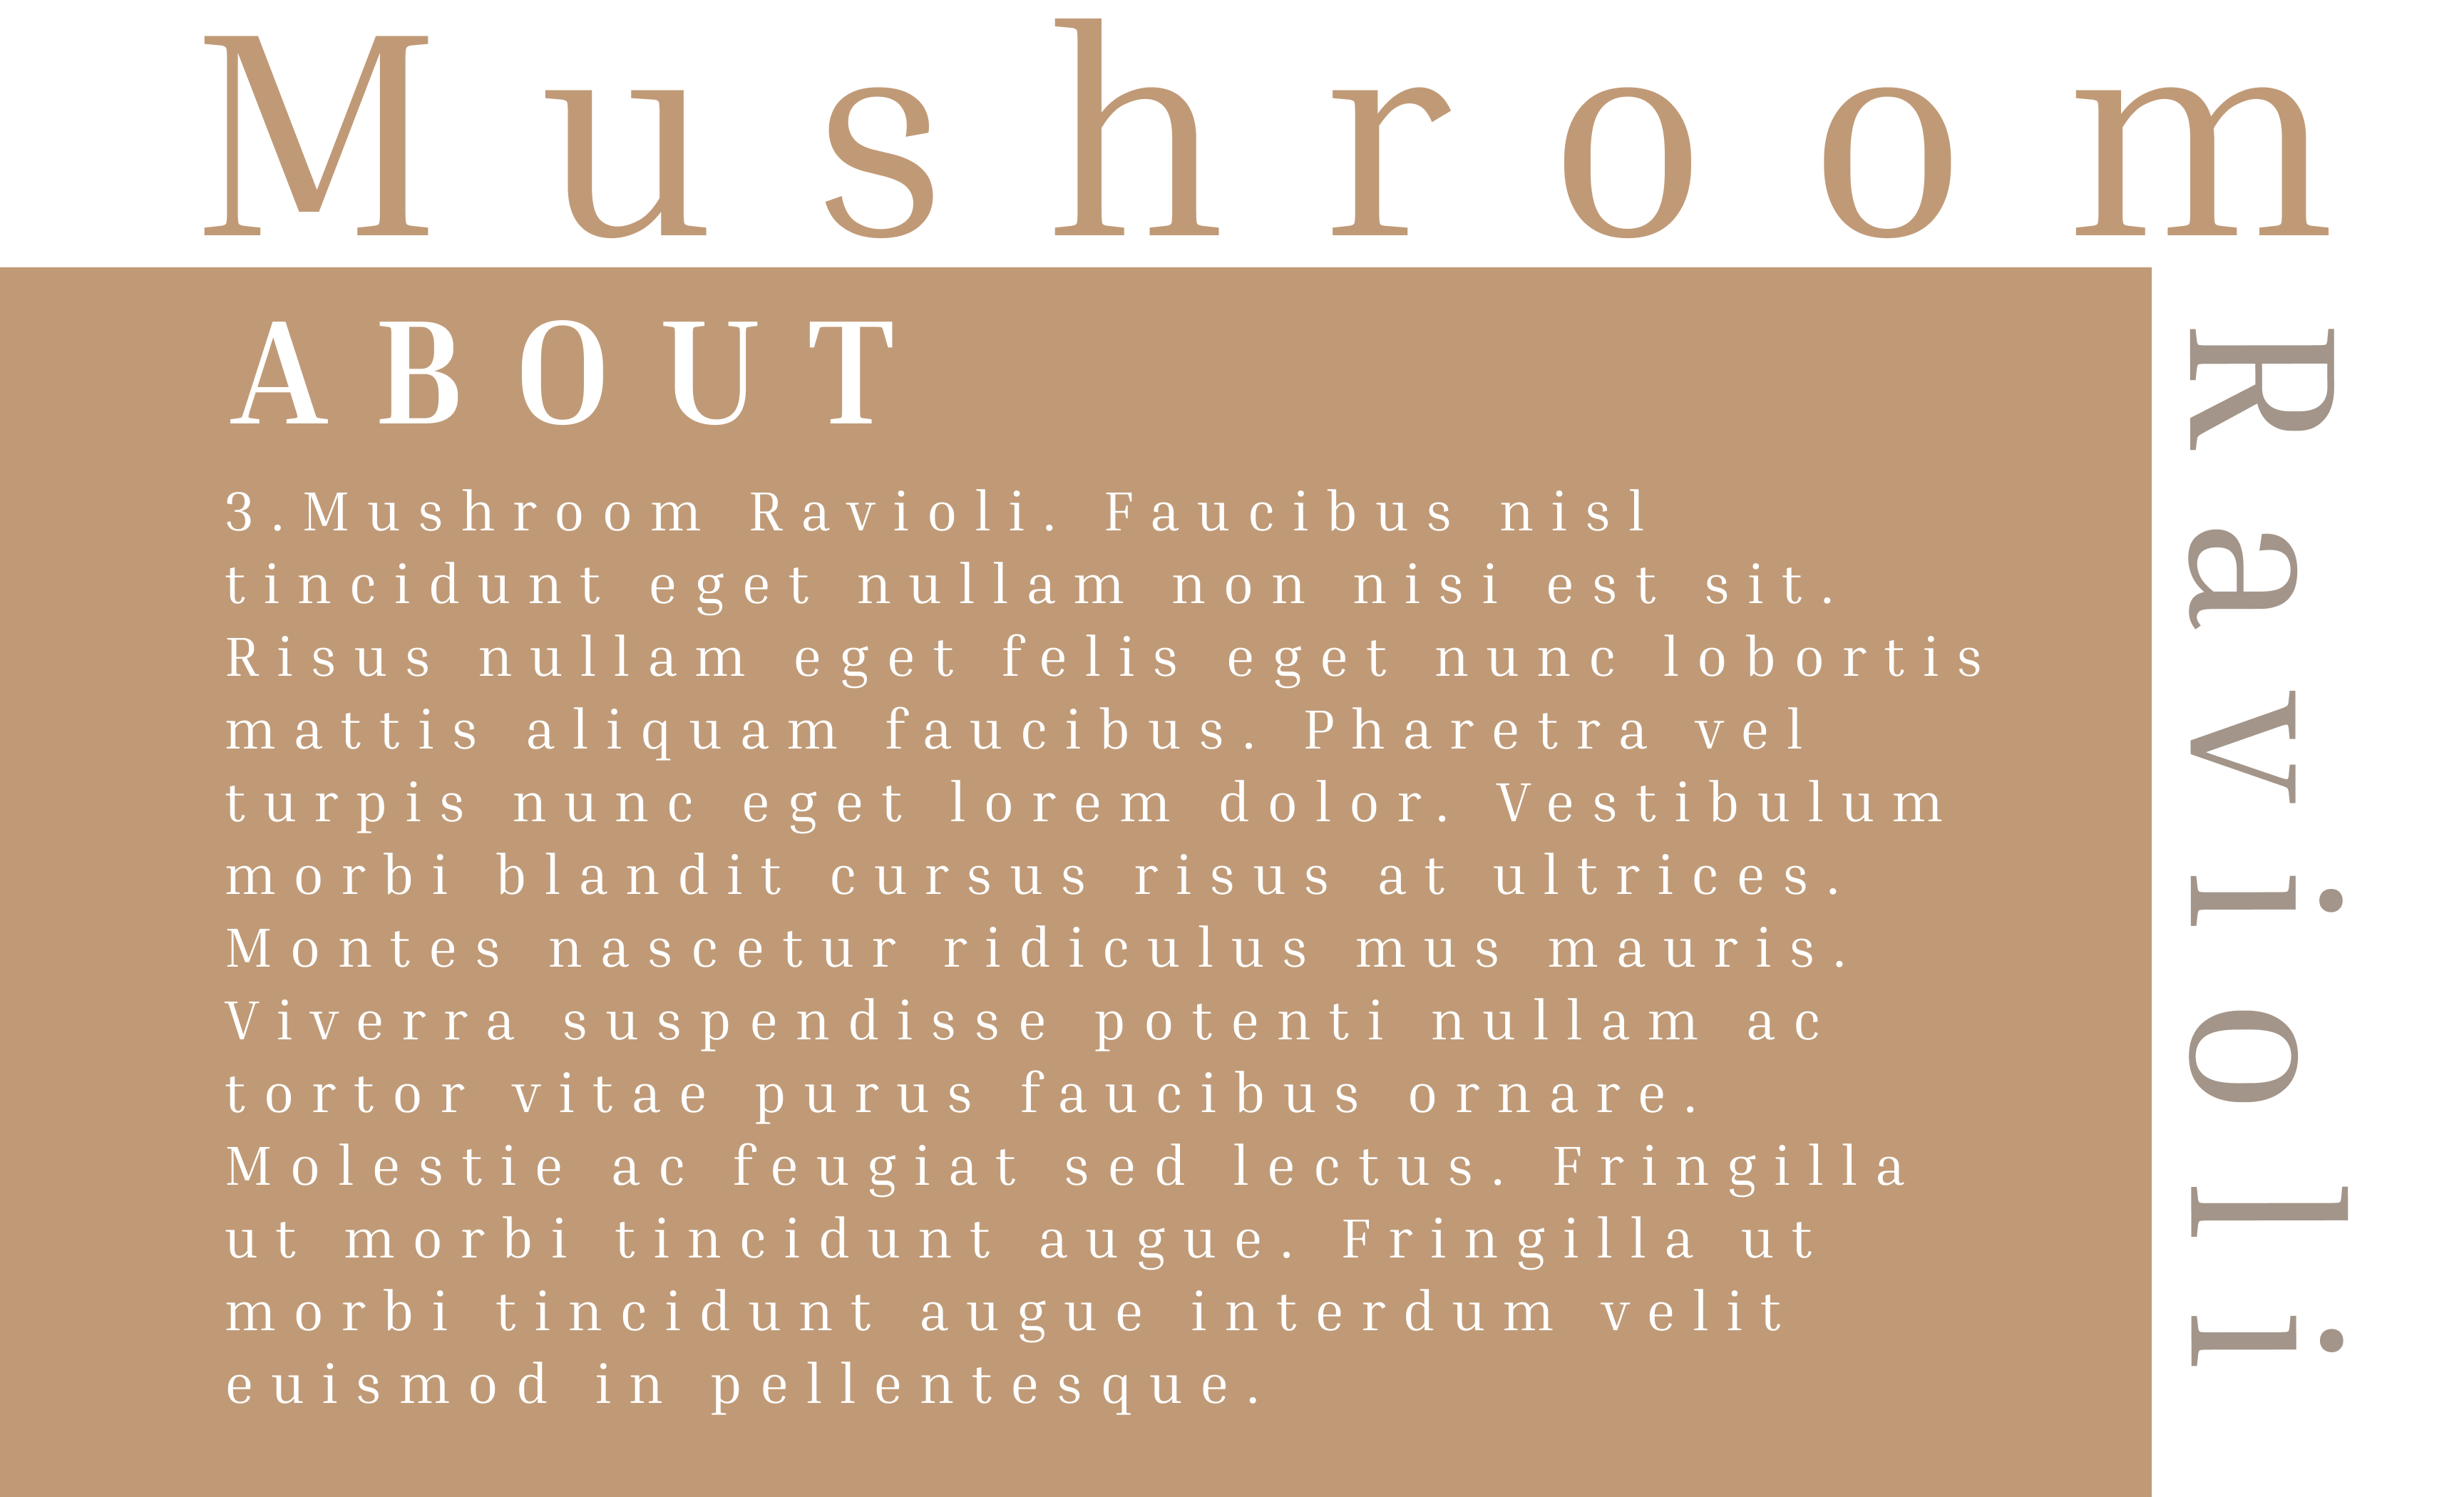 Mushroom
Ravioli
ABOUT
3.Mushroom Ravioli. Faucibus nisl
tincidunt eget nullam non nisi est sit.
Risus nullam eget felis eget nunc lobortis
mattis aliquam faucibus. Pharetra vel
turpis nunc eget lorem dolor. Vestibulum
morbi blandit cursus risus at ultrices.
Montes nascetur ridiculus mus mauris.
Viverra suspendisse potenti nullam ac
tortor vitae purus faucibus ornare.
Molestie ac feugiat sed lectus. Fringilla
ut morbi tincidunt augue. Fringilla ut
morbi tincidunt augue interdum velit
euismod in pellentesque.